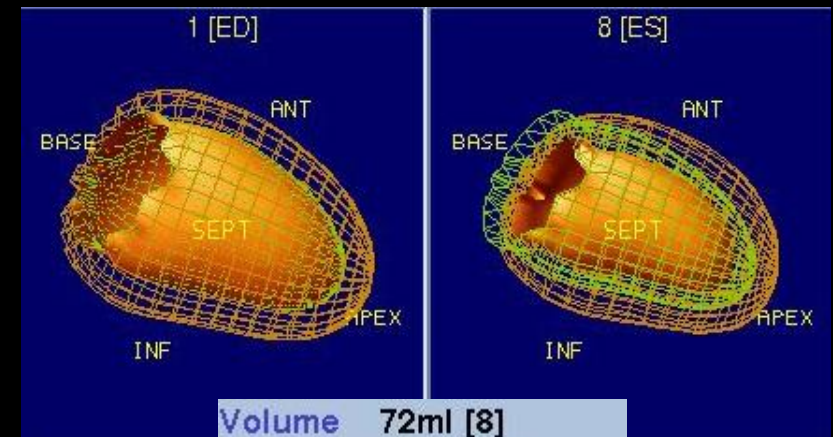 1 [ED]
ANT
BASE
SEPT
APEX
INF
8 [ES]
ANT
BASE
SEPT
APEX
INF
Volume 72ml [8]